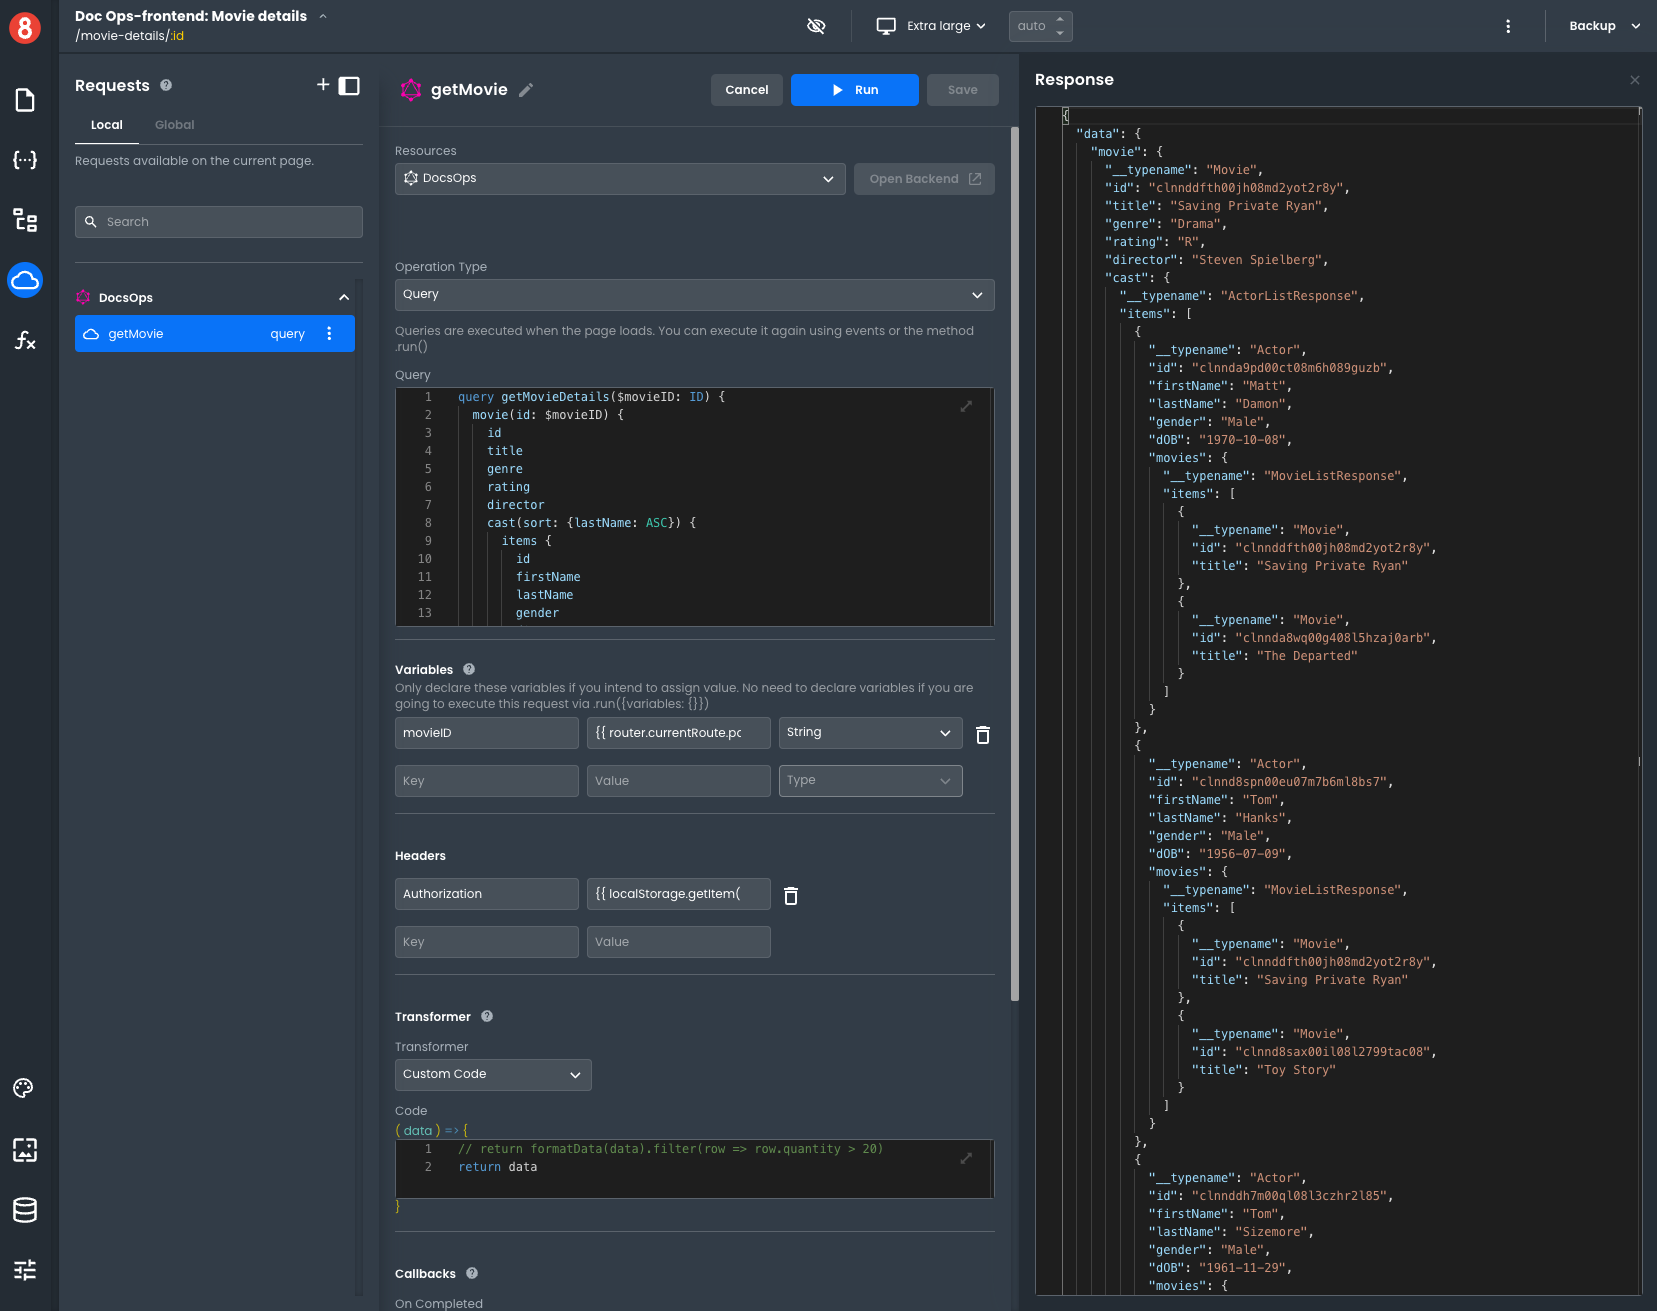 8
Doc Ops-frontend: Movie details
/movie-details/:id
Extra large
auto
Backup
Requests
Local
Global
Requests available on the current page.
Search
DocsOps
getMovie
query
getMovie
Cancel
Run
Save
Resources
DocsOps
Open Backend
Operation Type
Query
Queries are executed when the page loads. You can execute it again using events or the method
.run()
Query
1 query getMovieDetails($movieID: ID) {
2 movie(id: $movieID) {
3 id
4 title
5 genre
6 rating
7 director
8 cast(sort: {lastName: ASC}) {
9 items {
10 id
11 firstName
12 lastName
13 gender
Variables
Only declare these variables if you intend to assign value. No need to declare variables if you are
going to execute this request via .run({variables: {}})
movieID
{{ router.currentRoute.pc
String
Key
Value
Type
Headers
Authorization
{{ localStorage.getItem(
Key
Value
Transformer
Transformer
Custom Code
Code
( data ) => {
1 // return formatData(data).filter(row => row.quantity > 20)
2 return data
}
Callbacks
On Completed
Response
{
"data": {
"movie": {
"__typename": "Movie",
"id": "clnnddfth00jh08md2yot2r8y",
"title": "Saving Private Ryan",
"genre": "Drama",
"rating": "R",
"director": "Steven Spielberg",
"cast": {
"__typename": "ActorListResponse",
"items": [
{
"__typename": "Actor",
"id": "clnnda9pd00ct08m6h089guzb",
"firstName": "Matt",
"lastName": "Damon",
"gender": "Male",
"dOB": "1970-10-08",
"movies": {
"__typename": "MovieListResponse",
"items": [
{
"__typename": "Movie",
"id": "clnnddfth00jh08md2yot2r8y",
"title": "Saving Private Ryan"
},
{
"__typename": "Movie",
"id": "clnnda8wq00g408l5hzaj0arb",
"title": "The Departed"
}
]
}
},
{
"__typename": "Actor",
"id": "clnnd8spn00eu07m7b6ml8bs7",
"firstName": "Tom",
"lastName": "Hanks",
"gender": "Male",
"dOB": "1956-07-09",
"movies": {
"__typename": "MovieListResponse",
"items": [
{
"__typename": "Movie",
"id": "clnnddfth00jh08md2yot2r8y",
"title": "Saving Private Ryan"
},
{
"__typename": "Movie",
"id": "clnnd8sax00il08l2799tac08",
"title": "Toy Story"
}
]
}
},
{
"__typename": "Actor",
"id": "clnnddh7m00ql08l3czhr2l85",
"firstName": "Tom",
"lastName": "Sizemore",
"gender": "Male",
"dOB": "1961-11-29",
"movies": {